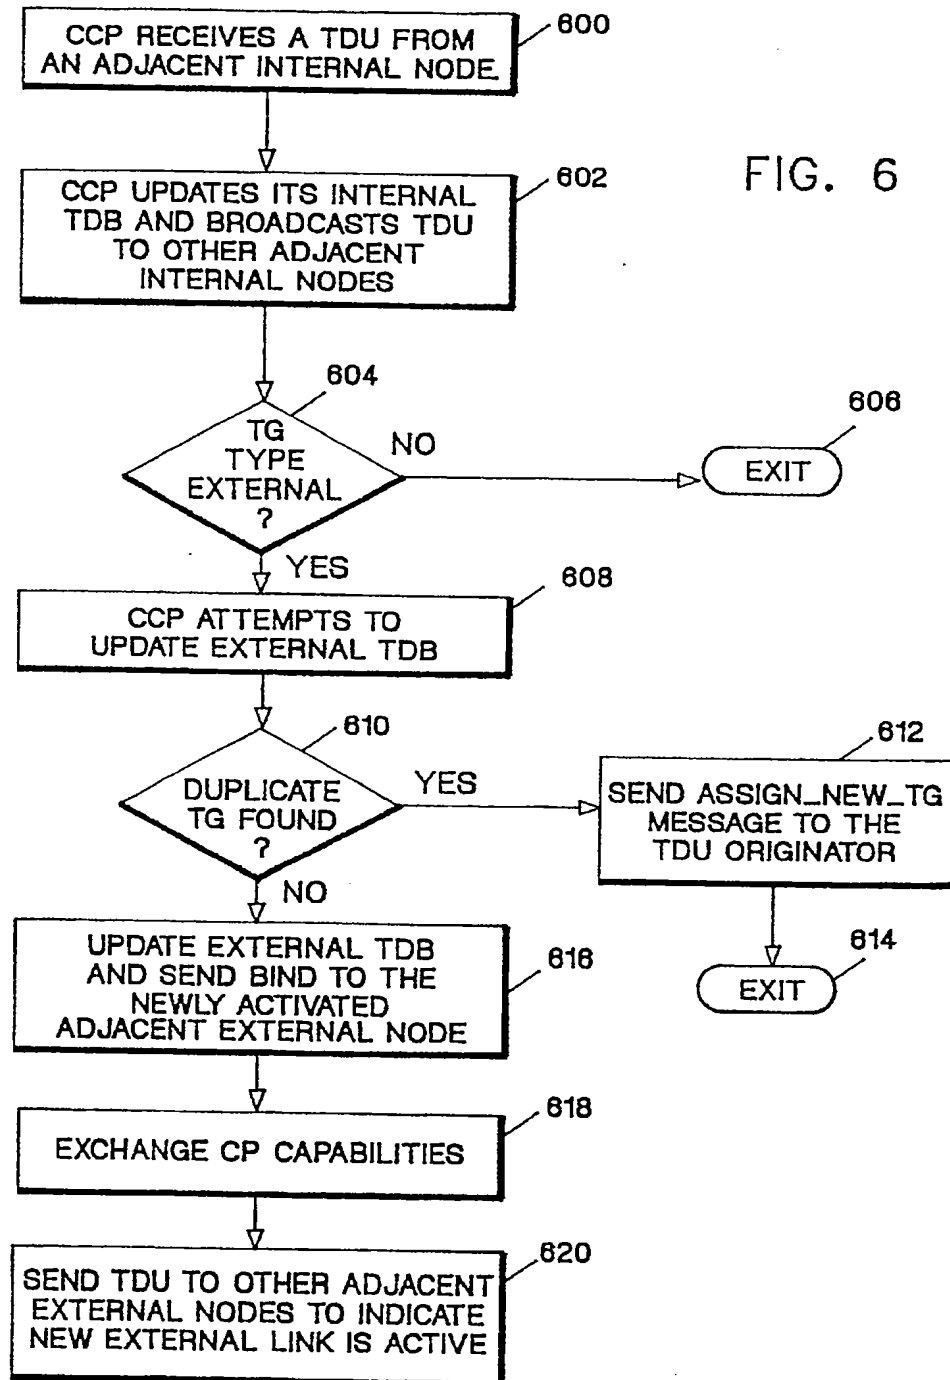 CCP RECEIVES A TDU FROM
AN ADJACENT INTERNAL NODE.
600
CCP UPDATES ITS INTERNAL
TDB AND BROADCASTS TDU
TO OTHER ADJACENT
INTERNAL NODES
602
FIG. 6
604
TG
TYPE
EXTERNAL
?
NO
606
EXIT
YES
608
CCP ATTEMPTS TO
UPDATE EXTERNAL TDB
610
DUPLICATE
TG FOUND
?
YES
612
SEND ASSIGN_NEW_TG
MESSAGE TO THE
TDU ORIGINATOR
614
EXIT
NO
UPDATE EXTERNAL TDB
AND SEND BIND TO THE
NEWLY ACTIVATED
ADJACENT EXTERNAL NODE
616
618
EXCHANGE CP CAPABILITIES
620
SEND TDU TO OTHER ADJACENT
EXTERNAL NODES TO INDICATE
NEW EXTERNAL LINK IS ACTIVE